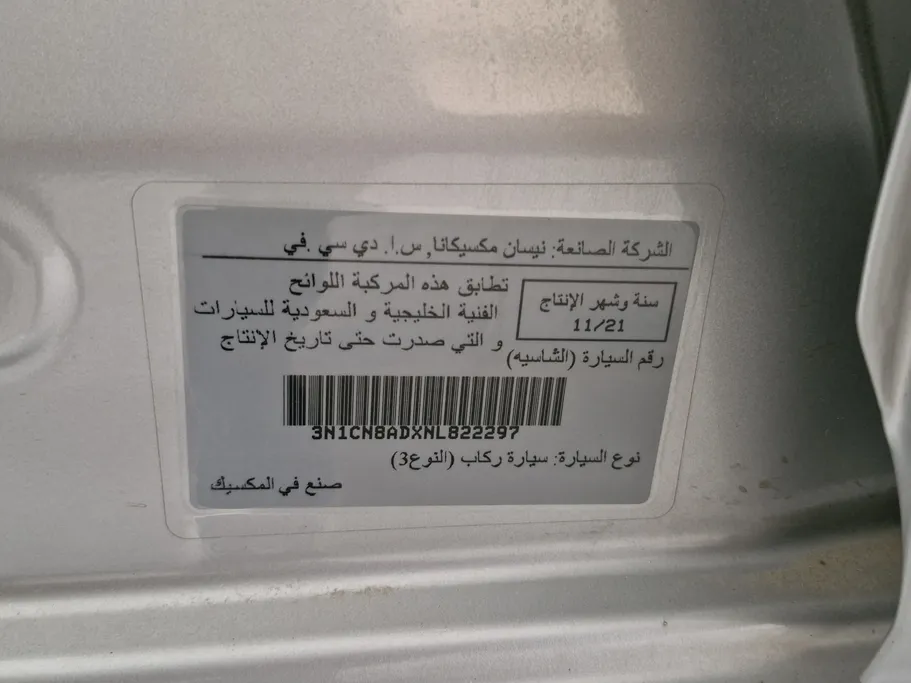 الشركة الصانعة: نيسان مكسيكانا, س.ا. دي سي .في
سنة وشهر الإنتاج
11/21
تطابق هذه المركبة اللوائح
الفنية الخليجية و السعودية للسيارات
و التي صدرت حتى تاريخ الإنتاج
رقم السيارة (الشاسيه)
3N1CN8ADXNL822297
نوع السيارة: سيارة ركاب (النوع3)
صنع في المكسيك